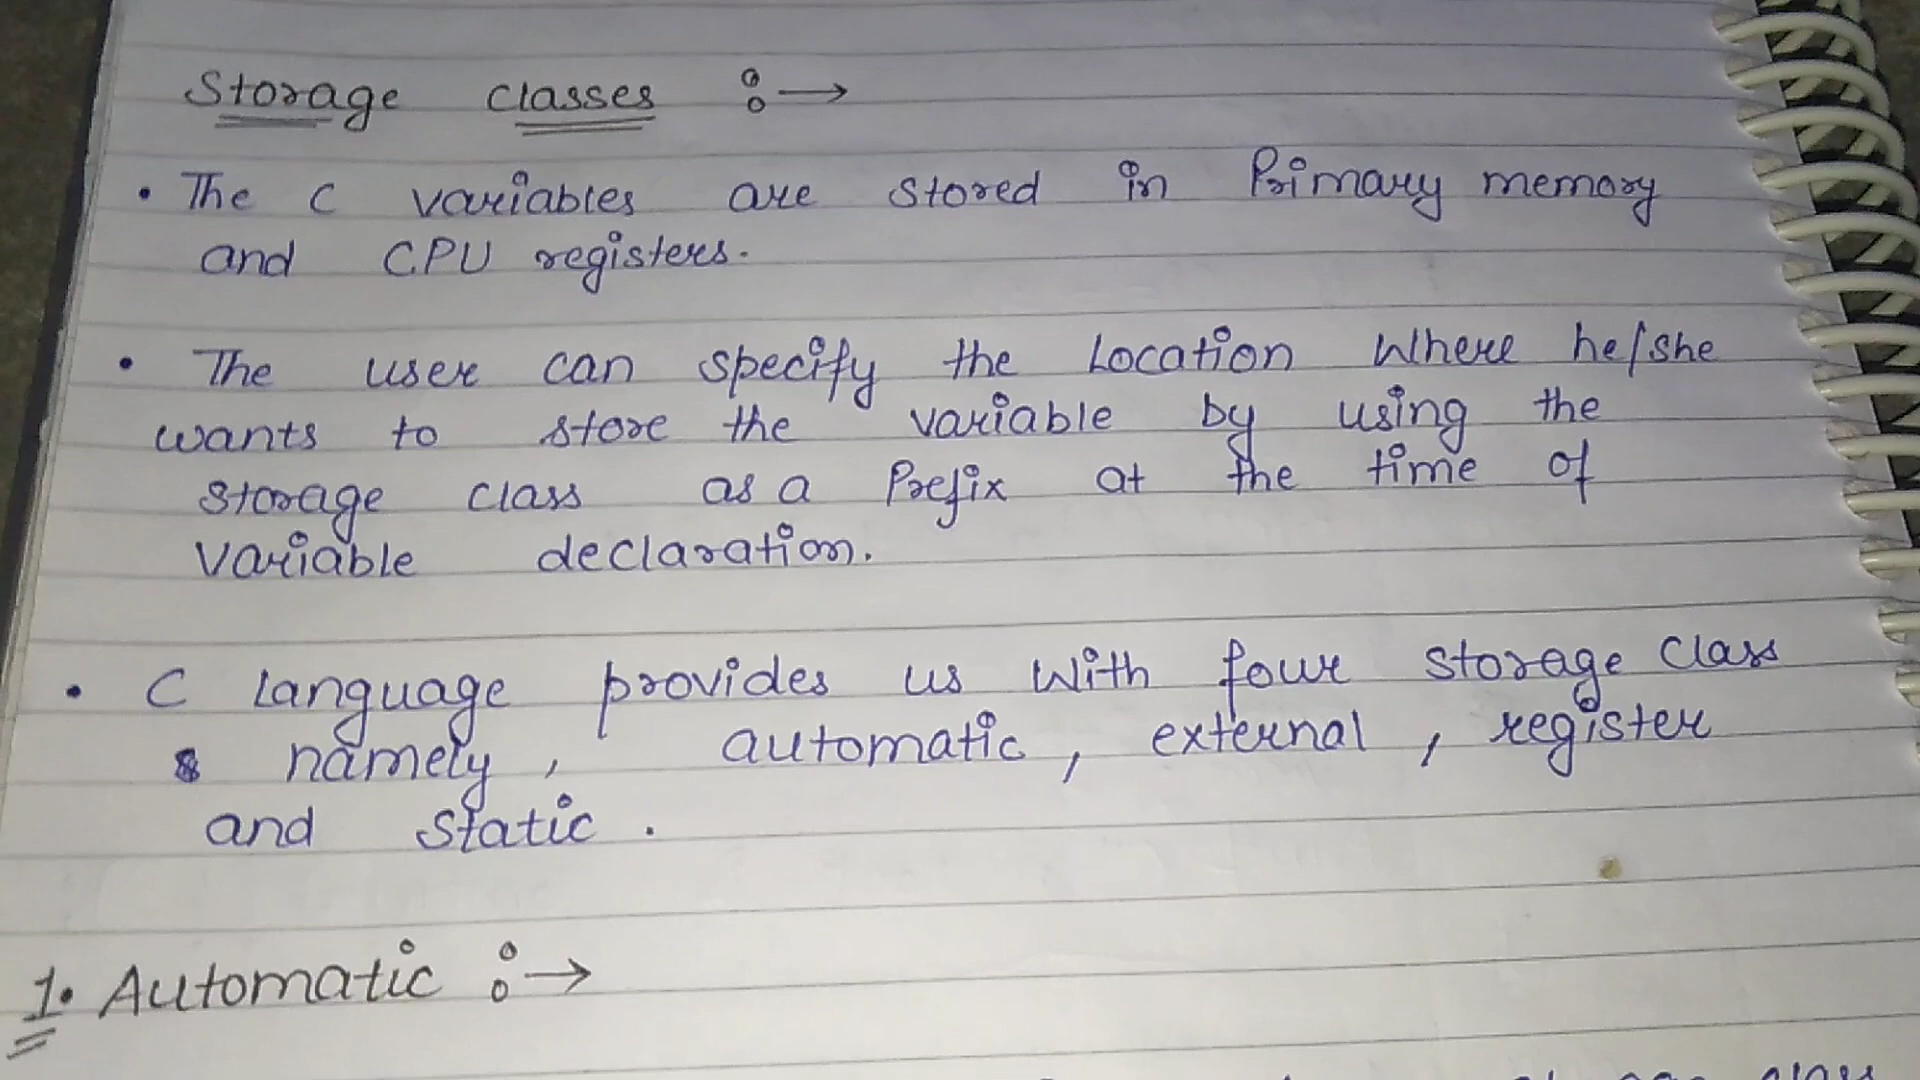 Storage classes :→
• The C variables are stored in Primary memory
and CPU registers.
• The user can specify the Location Where he/she
wants to store the variable by using the
storage class as a Prefix at the time of
Variable declaration.
• C Language provides us With four storage Class
namely, automatic, external, register
and static.
1. Automatic :→
class